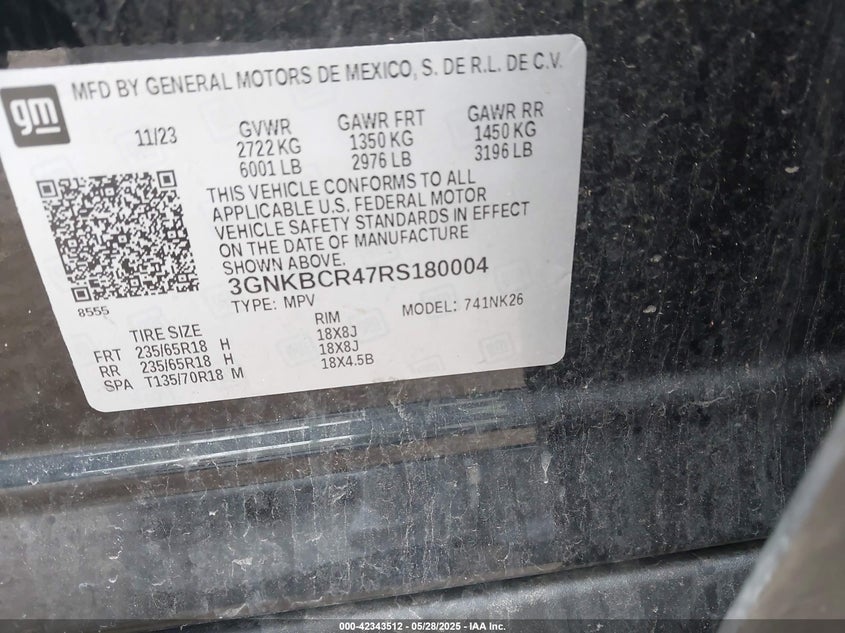 MFD BY GENERAL MOTORS DE MEXICO, S. DE R.L. DE C.V.
gm
11/23
GVWR GAWR FRT GAWR RR
2722 KG 1350 KG 1450 KG
6001 LB 2976 LB 3196 LB
THIS VEHICLE CONFORMS TO ALL
APPLICABLE U.S. FEDERAL MOTOR
VEHICLE SAFETY STANDARDS IN EFFECT
ON THE DATE OF MANUFACTURE
SHOWN ABOVE.
3GNKBCR47RS180004
8555
TYPE: MPV MODEL: 741NK26
TIRE SIZE RIM
FRT 235/65R18 H 18X8J
RR 235/65R18 H 18X8J
SPA T135/70R18 M 18X4.5B
000-42343512 — 05/28/2025 — IAA Inc.